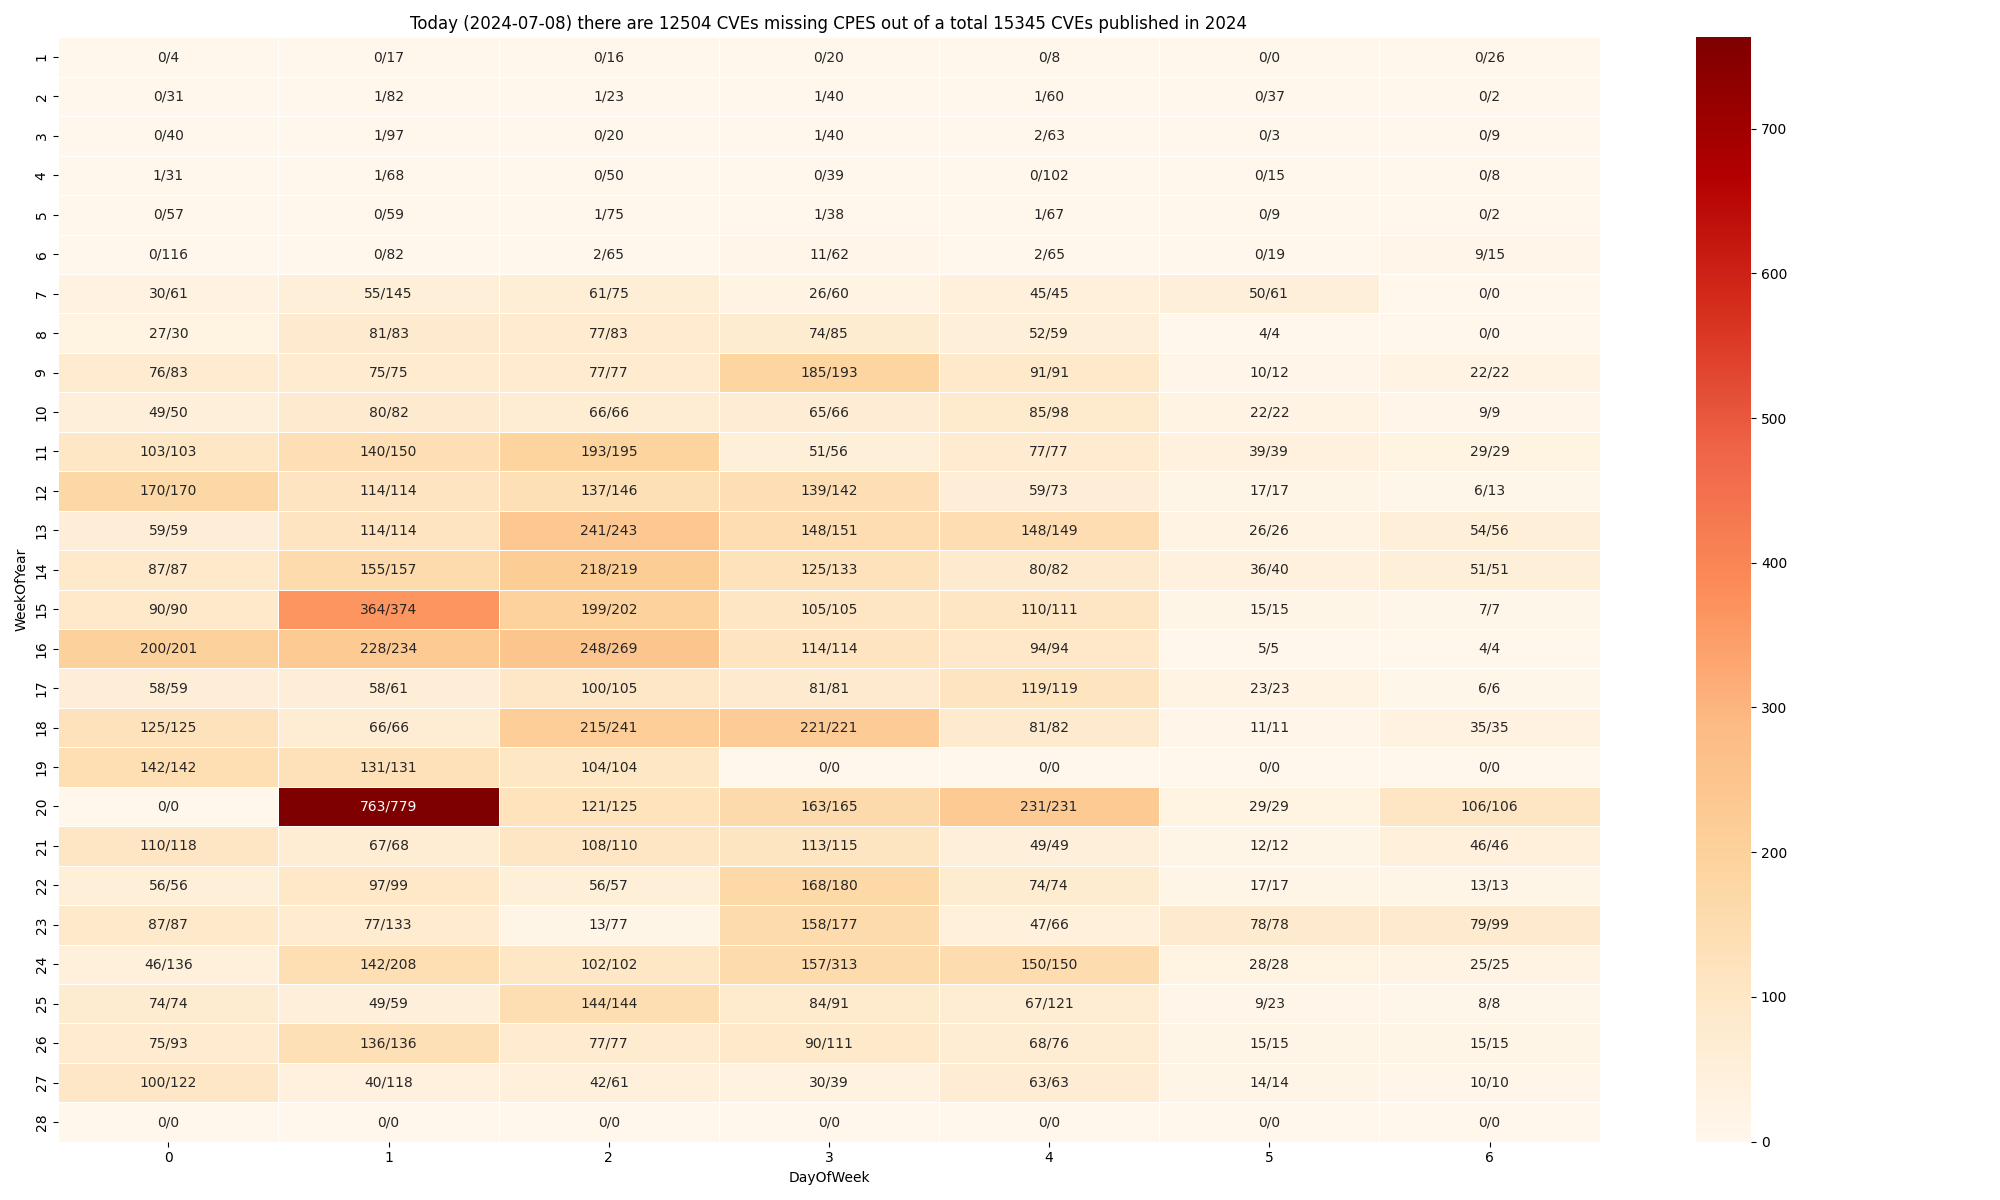 Today (2024-07-08) there are 12504 CVEs missing CPES out of a total 15345 CVEs published in 2024
WeekOfYear
1 0/4 0/17 0/16 0/20 0/8 0/0 0/26
2 0/31 1/82 1/23 1/40 1/60 0/37 0/2
3 0/40 1/97 0/20 1/40 2/63 0/3 0/9
4 1/31 1/68 0/50 0/39 0/102 0/15 0/8
5 0/57 0/59 1/75 1/38 1/67 0/9 0/2
6 0/116 0/82 2/65 11/62 2/65 0/19 9/15
7 30/61 55/145 61/75 26/60 45/45 50/61 0/0
8 27/30 81/83 77/83 74/85 52/59 4/4 0/0
9 76/83 75/75 77/77 185/193 91/91 10/12 22/22
10 49/50 80/82 66/66 65/66 85/98 22/22 9/9
11 103/103 140/150 193/195 51/56 77/77 39/39 29/29
12 170/170 114/114 137/146 139/142 59/73 17/17 6/13
13 59/59 114/114 241/243 148/151 148/149 26/26 54/56
14 87/87 155/157 218/219 125/133 80/82 36/40 51/51
15 90/90 364/374 199/202 105/105 110/111 15/15 7/7
16 200/201 228/234 248/269 114/114 94/94 5/5 4/4
17 58/59 58/61 100/105 81/81 119/119 23/23 6/6
18 125/125 66/66 215/241 221/221 81/82 11/11 35/35
19 142/142 131/131 104/104 0/0 0/0 0/0 0/0
20 0/0 763/779 121/125 163/165 231/231 29/29 106/106
21 110/118 67/68 108/110 113/115 49/49 12/12 46/46
22 56/56 97/99 56/57 168/180 74/74 17/17 13/13
23 87/87 77/133 13/77 158/177 47/66 78/78 79/99
24 46/136 142/208 102/102 157/313 150/150 28/28 25/25
25 74/74 49/59 144/144 84/91 67/121 9/23 8/8
26 75/93 136/136 77/77 90/111 68/76 15/15 15/15
27 100/122 40/118 42/61 30/39 63/63 14/14 10/10
28 0/0 0/0 0/0 0/0 0/0 0/0 0/0
0 1 2 3 4 5 6
DayOfWeek
700
600
500
400
300
200
100
0